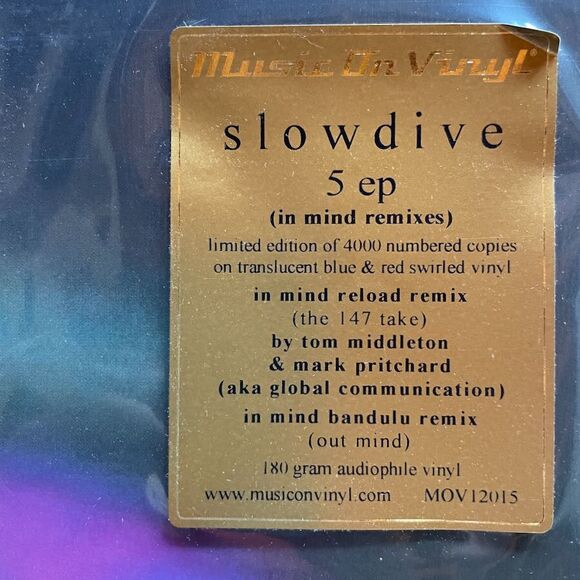 Music On Vinyl®
slowdive
5 ep
(in mind remixes)
limited edition of 4000 numbered copies
on translucent blue & red swirled vinyl
in mind reload remix
(the 147 take)
by tom middleton
& mark pritchard
(aka global communication)
in mind bandulu remix
(out mind)
180 gram audiophile vinyl
www.musiconvinyl.com MOV12015